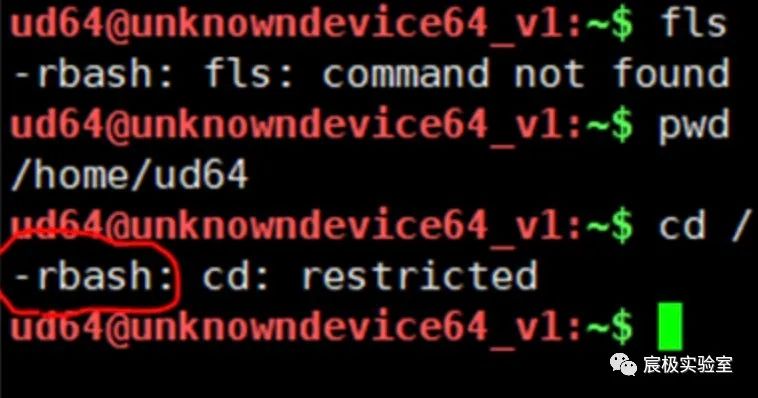 ud64@unknowndevice64_v1:~$ fls
-rbash: fls: command not found
ud64@unknowndevice64_v1:~$ pwd
/home/ud64
ud64@unknowndevice64_v1:~$ cd /
-rbash: cd: restricted
ud64@unknowndevice64_v1:~$
宸极实验室